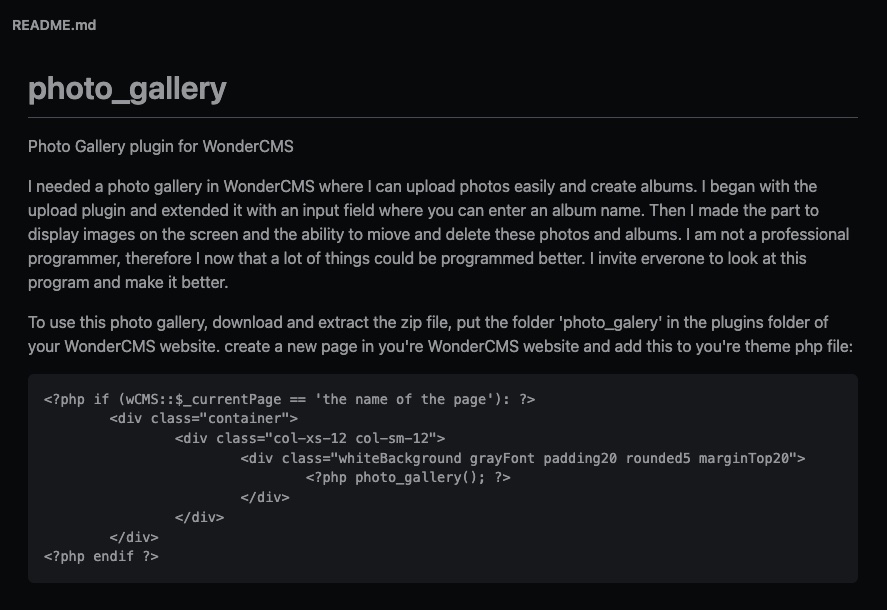 README.md
photo_gallery
Photo Gallery plugin for WonderCMS
I needed a photo gallery in WonderCMS where I can upload photos easily and create albums. I began with the
upload plugin and extended it with an input field where you can enter an album name. Then I made the part to
display images on the screen and the ability to miove and delete these photos and albums. I am not a professional
programmer, therefore I now that a lot of things could be programmed better. I invite erverone to look at this
program and make it better.
To use this photo gallery, download and extract the zip file, put the folder 'photo_galery' in the plugins folder of
your WonderCMS website. create a new page in you're WonderCMS website and add this to you're theme php file:
<?php if (wCMS::$_currentPage == 'the name of the page'): ?>
        <div class="container">
                <div class="col-xs-12 col-sm-12">
                        <div class="whiteBackground grayFont padding20 rounded5 marginTop20">
                                <?php photo_gallery(); ?>
                        </div>
                </div>
        </div>
<?php endif ?>